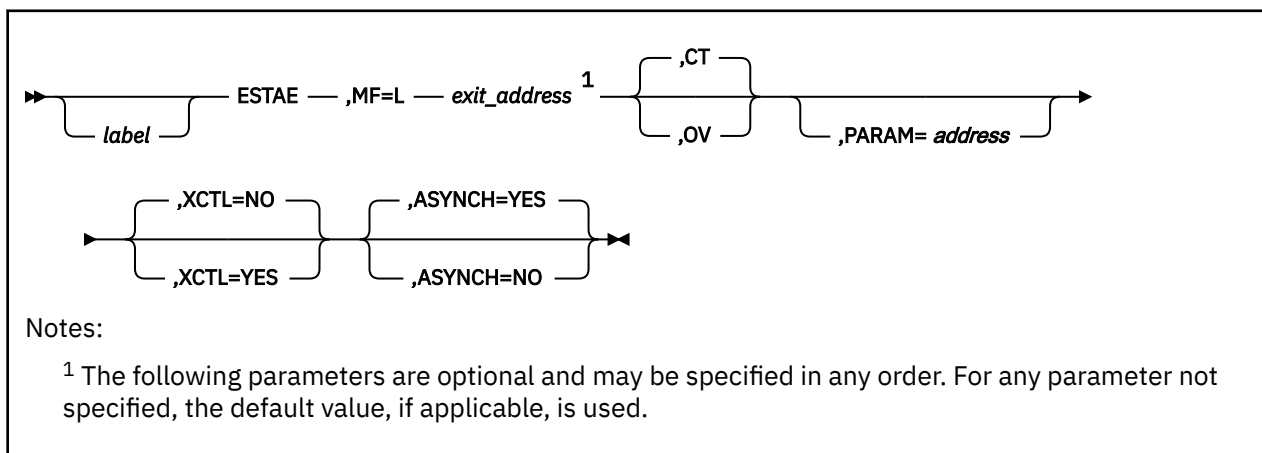 ,CT
label ESTAE ,MF=L exit_address 1 ,OV ,PARAM= address
,XCTL=NO ,ASYNCH=YES
,XCTL=YES ,ASYNCH=NO
Notes:
1 The following parameters are optional and may be specified in any order. For any parameter not
specified, the default value, if applicable, is used.